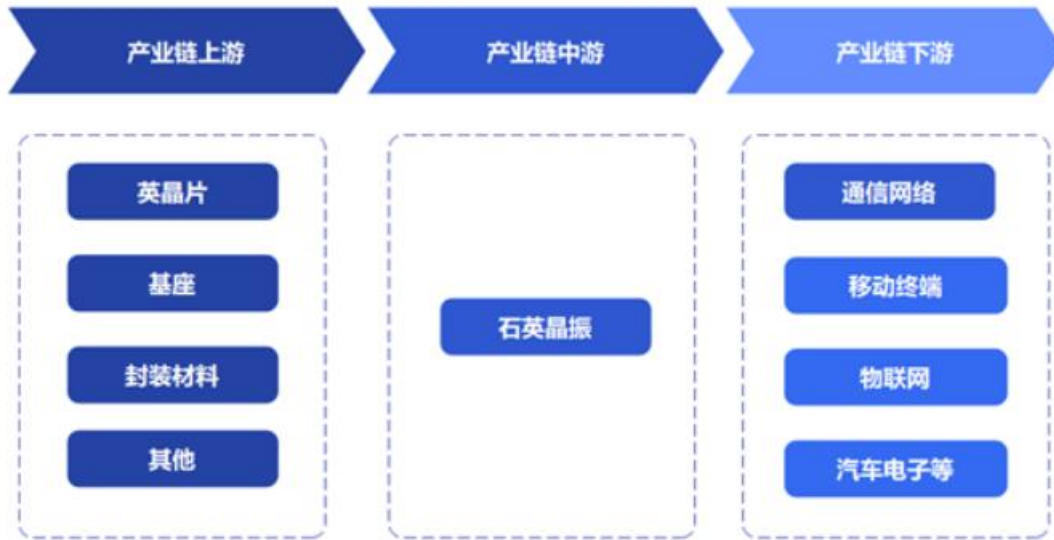 产业链上游
产业链中游
产业链下游
英晶片
基座
封装材料
其他
石英晶振
通信网络
移动终端
物联网
汽车电子等